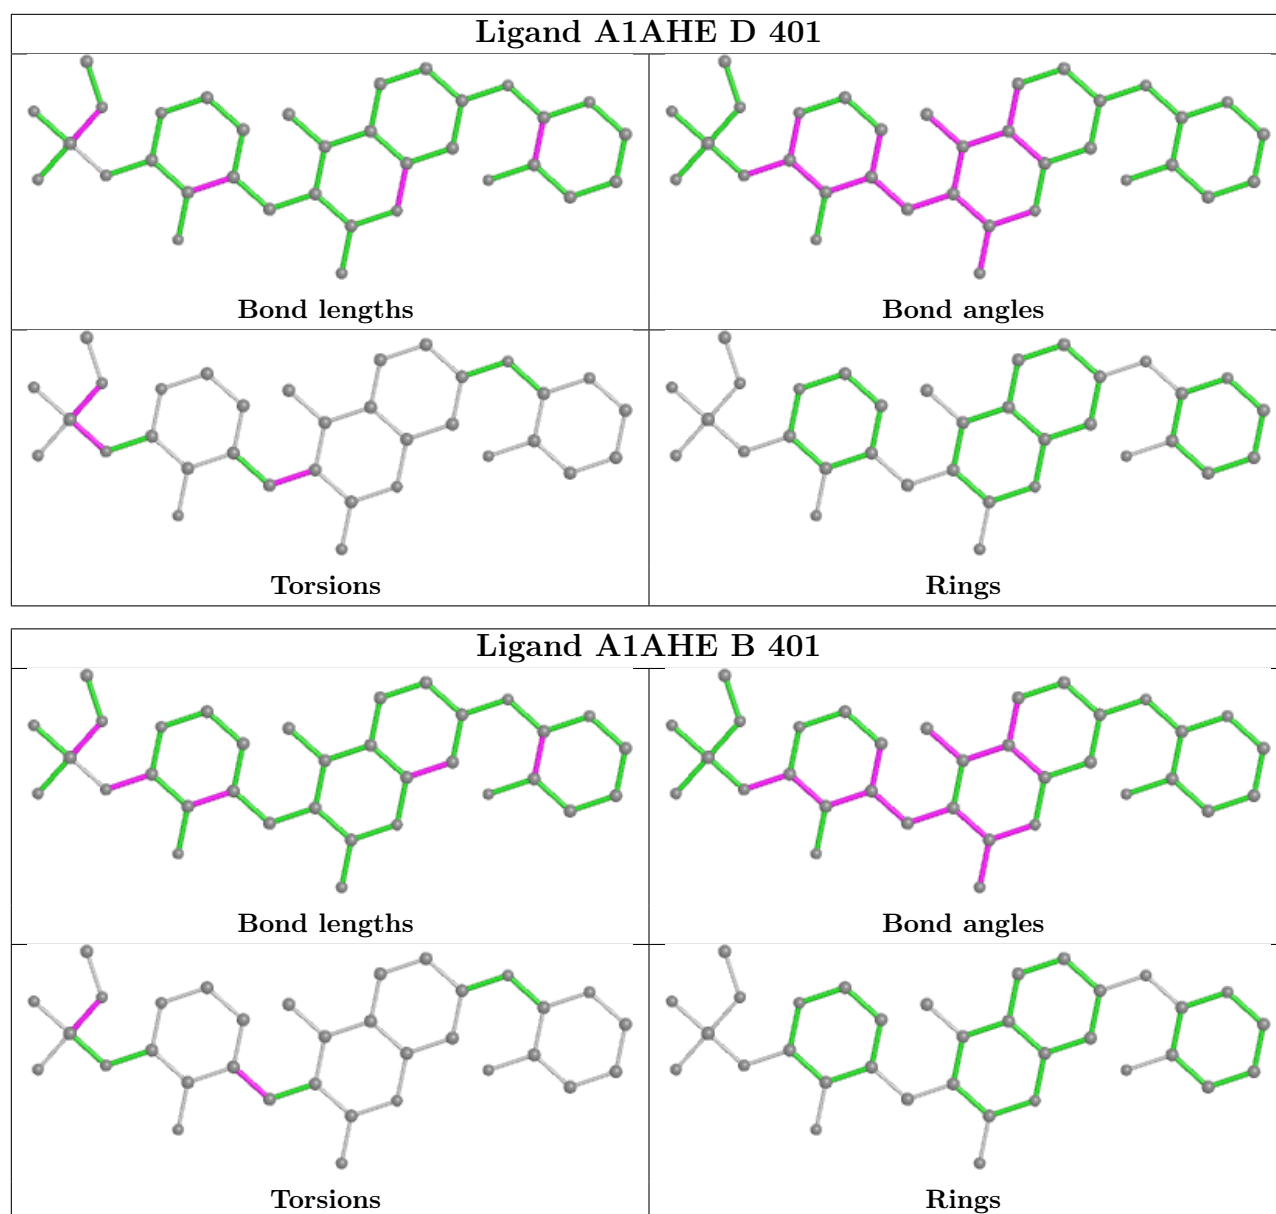 Ligand A1AHE D 401
Bond lengths
Bond angles
Torsions
Rings
Ligand A1AHE B 401
Bond lengths
Bond angles
Torsions
Rings